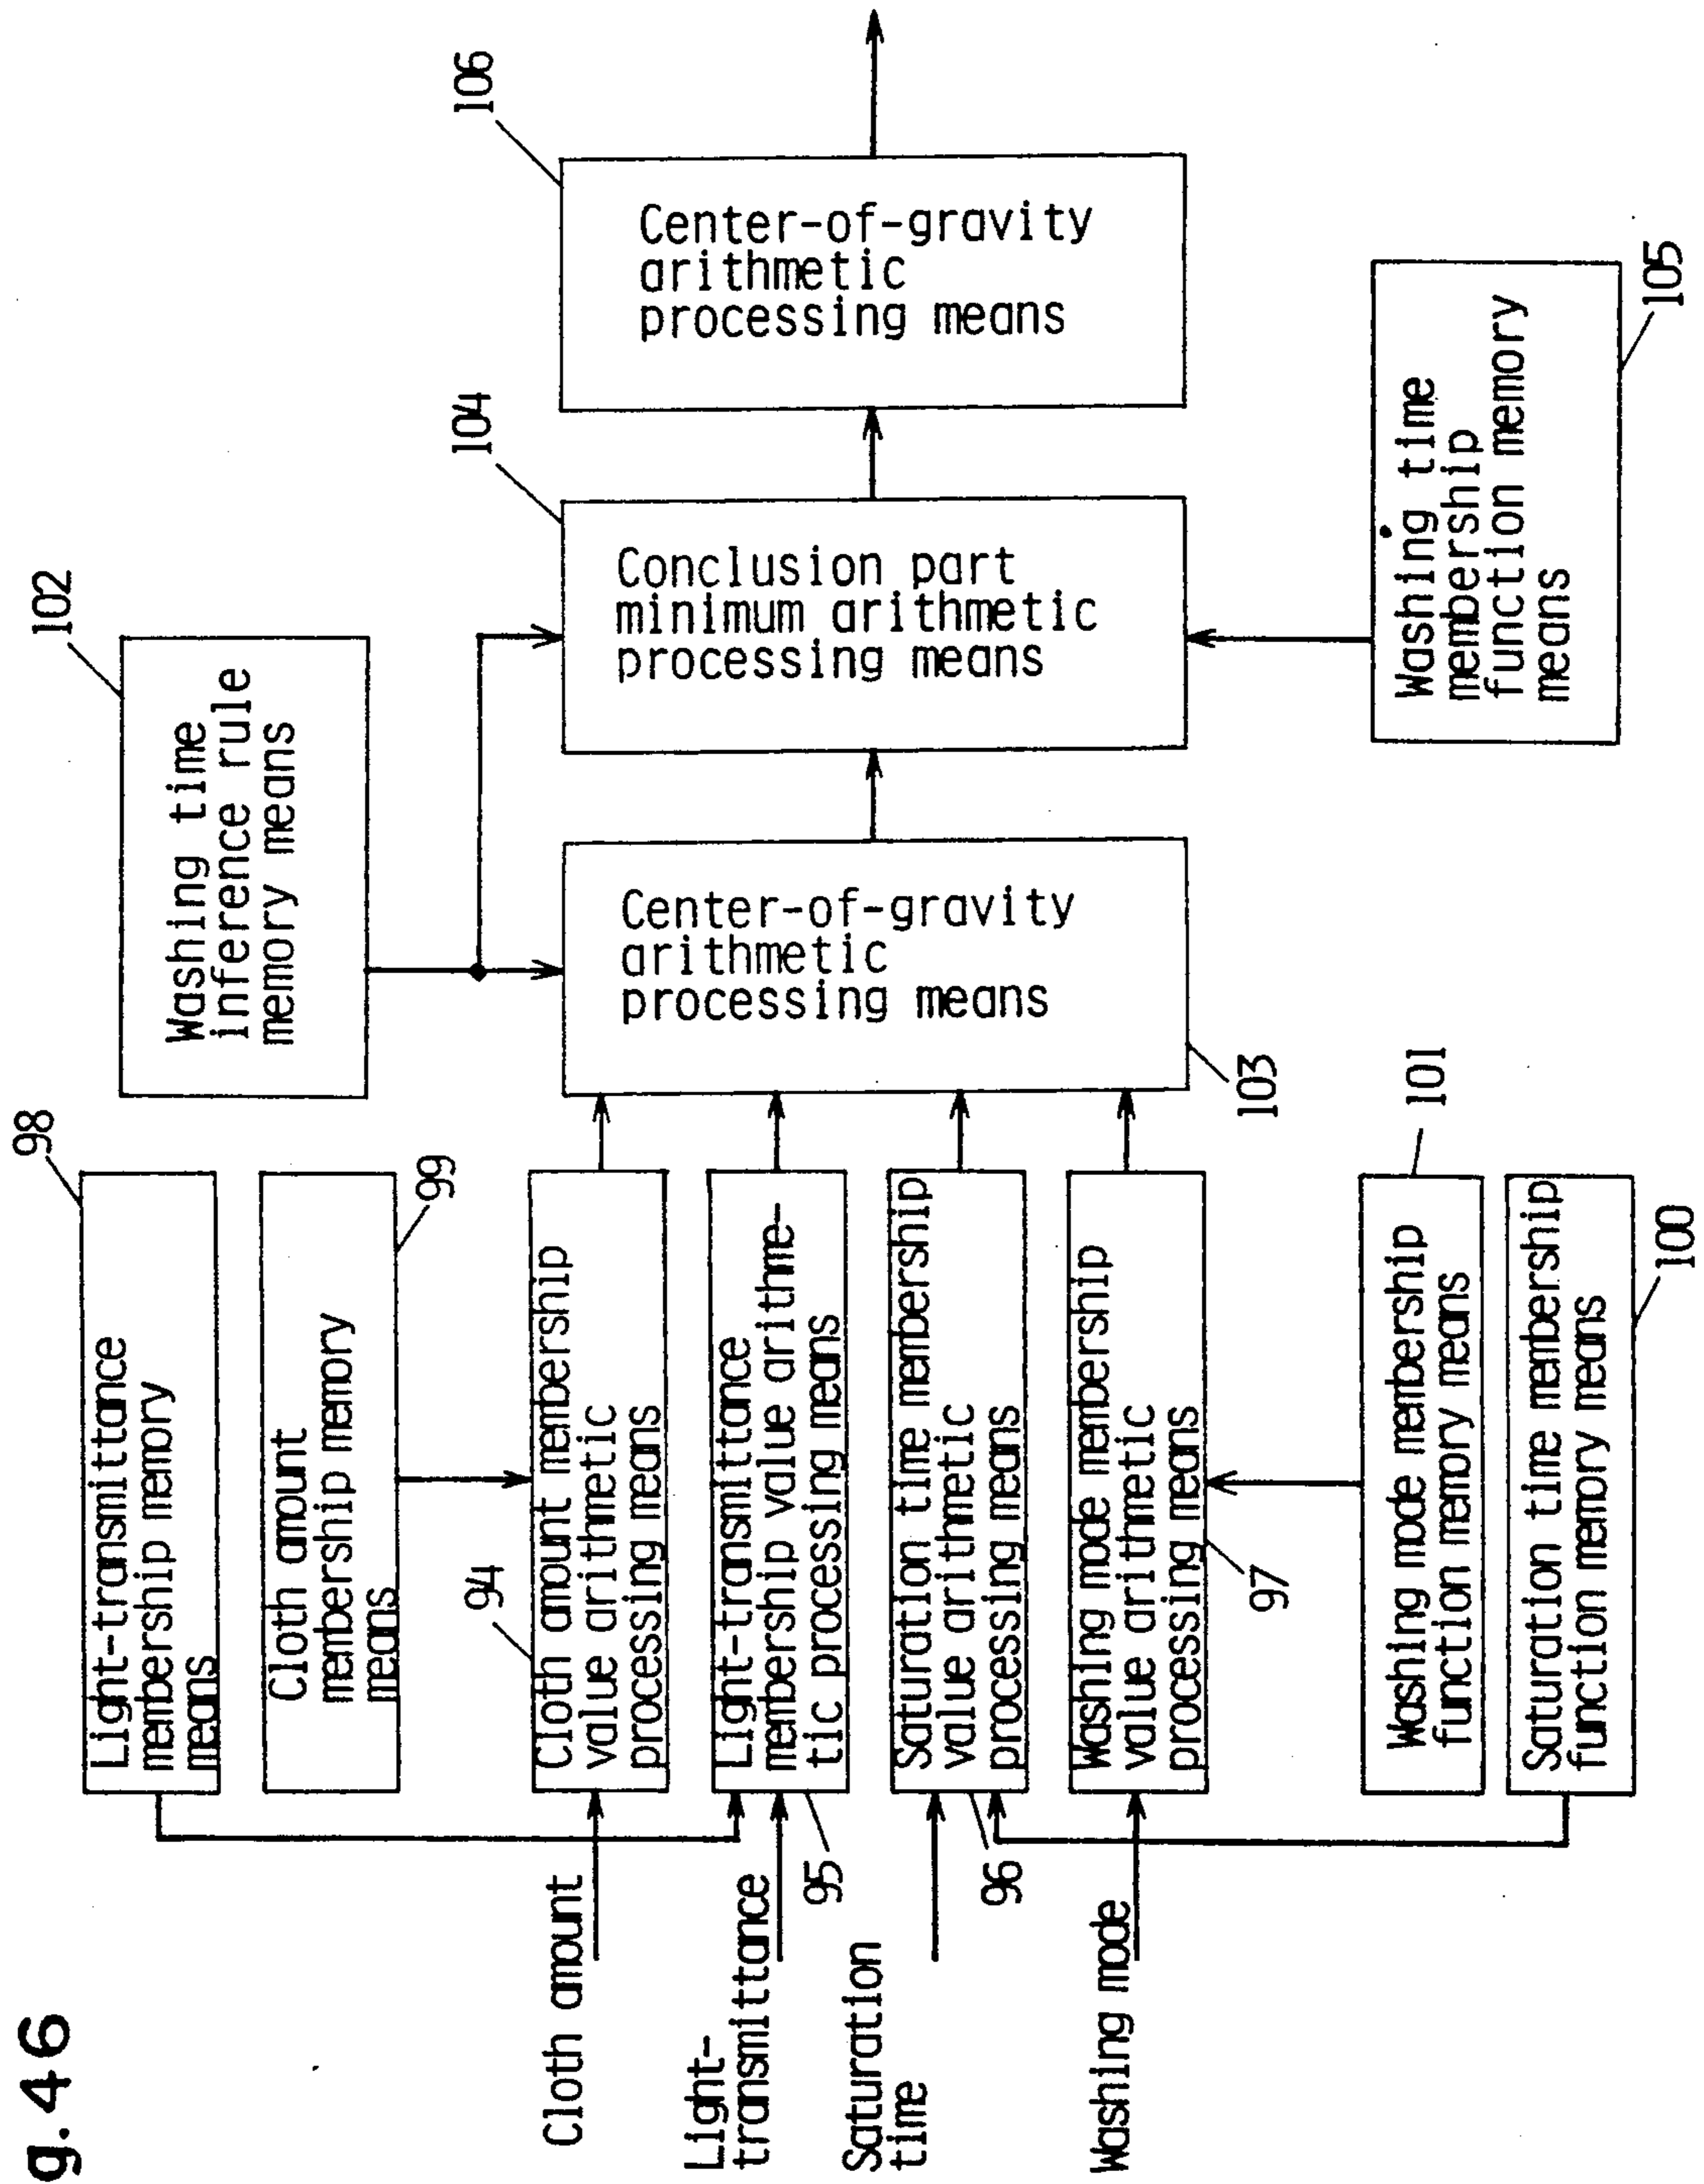 g.46
98
Light-transmittance
membership memory
means
Cloth amount
membership memory
means
99
94
Cloth amount membership
value arithmetic
processing means
Light-transmittance
membership value arithme-
tic processing means
95
Saturation time membership
value arithmetic
processing means
96
Washing mode membership
value arithmetic
processing means
97
Washing mode membership
function memory means
101
Saturation time membership
function memory means
100
Cloth amount
Light-
transmittance
Saturation
time
Washing mode
102
Washing time
inference rule
memory means
Center-of-gravity
arithmetic
processing means
103
104
Conclusion part
minimum arithmetic
processing means
Washing time
membership
function memory
means
105
106
Center-of-gravity
arithmetic
processing means